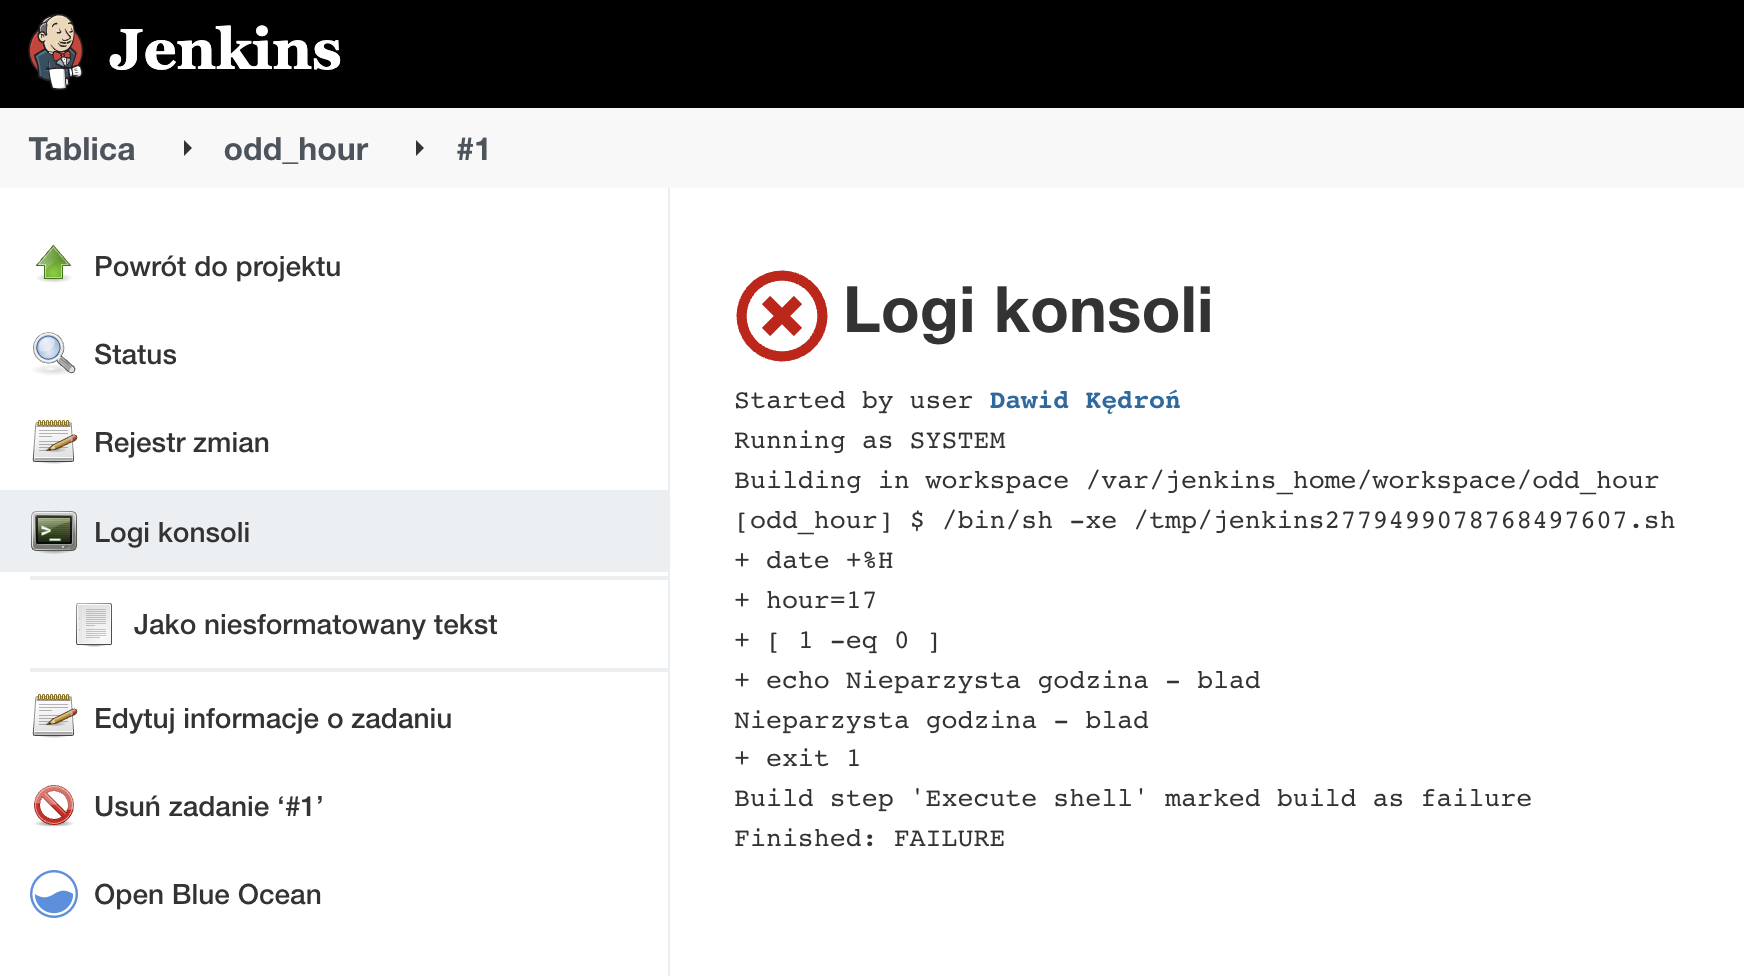 Jenkins
Tablica odd_hour #1
Powrót do projektu
Status
Rejestr zmian
Logi konsoli
Jako niesformatowany tekst
Edytuj informacje o zadaniu
Usuń zadanie ‘#1’
Open Blue Ocean
Logi konsoli
Started by user Dawid Kędroń
Running as SYSTEM
Building in workspace /var/jenkins_home/workspace/odd_hour
[odd_hour] $ /bin/sh -xe /tmp/jenkins2779499078768497607.sh
+ date +%H
+ hour=17
+ [ 1 -eq 0 ]
+ echo Nieparzysta godzina - blad
Nieparzysta godzina - blad
+ exit 1
Build step 'Execute shell' marked build as failure
Finished: FAILURE